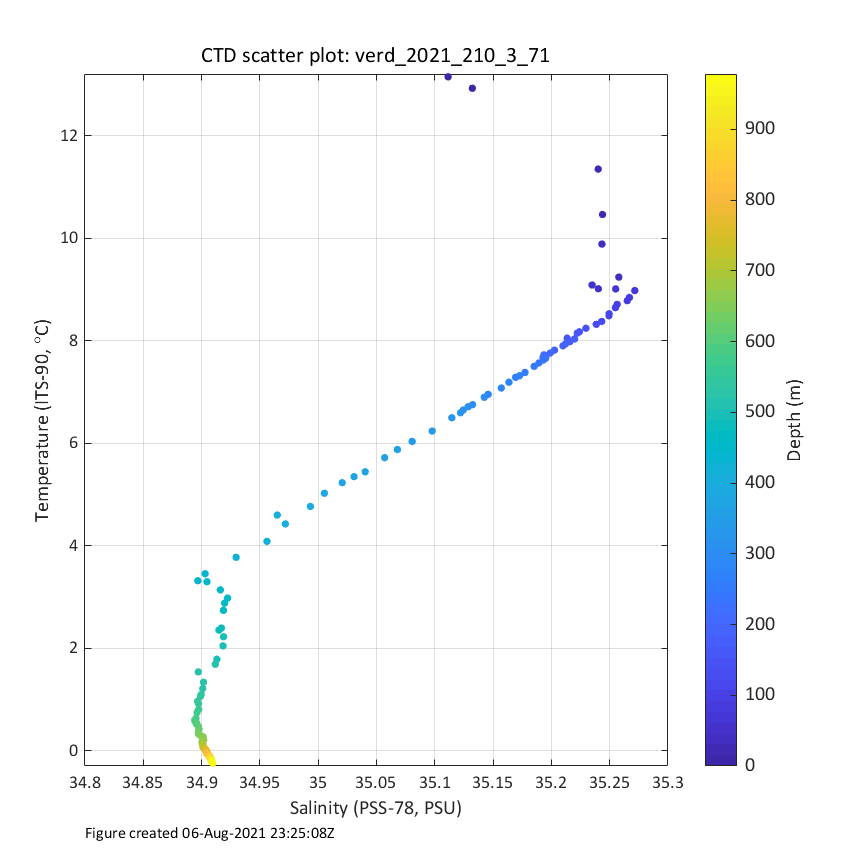 CTD scatter plot: verd_2021_210_3_71
Temperature (ITS-90, °C)
12
10
8
6
4
2
0
34.8 34.85 34.9 34.95 35 35.05 35.1 35.15 35.2 35.25 35.3
Salinity (PSS-78, PSU)
900
800
700
600
500
400
300
200
100
0
Depth (m)
Figure created 06-Aug-2021 23:25:08Z